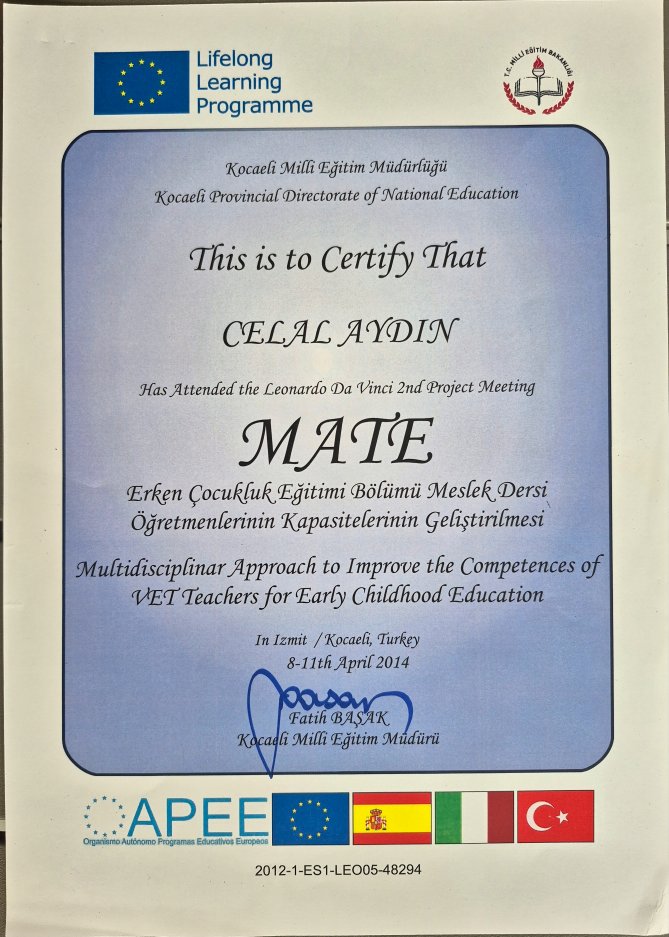 Lifelong
Learning
Programme
T.C. MİLLÎ EĞİTİM BAKANLIĞI
Kocaeli Milli Eğitim Müdürlüğü
Kocaeli Provincial Directorate of National Education
This is to Certify That
CELAL AYDIN
Has Attended the Leonardo Da Vinci 2nd Project Meeting
MATE
Erken Çocukluk Eğitimi Bölümü Meslek Dersi
Öğretmenlerinin Kapasitelerinin Geliştirilmesi
Multidisciplinar Approach to Improve the Competences of
VET Teachers for Early Childhood Education
In Izmit / Kocaeli, Turkey
8-11th April 2014
Fatih BAŞAK
Kocaeli Milli Eğitim Müdürü
OAPEE
Organismo Autónomo Programas Educativos Europeos
2012-1-ES1-LEO05-48294